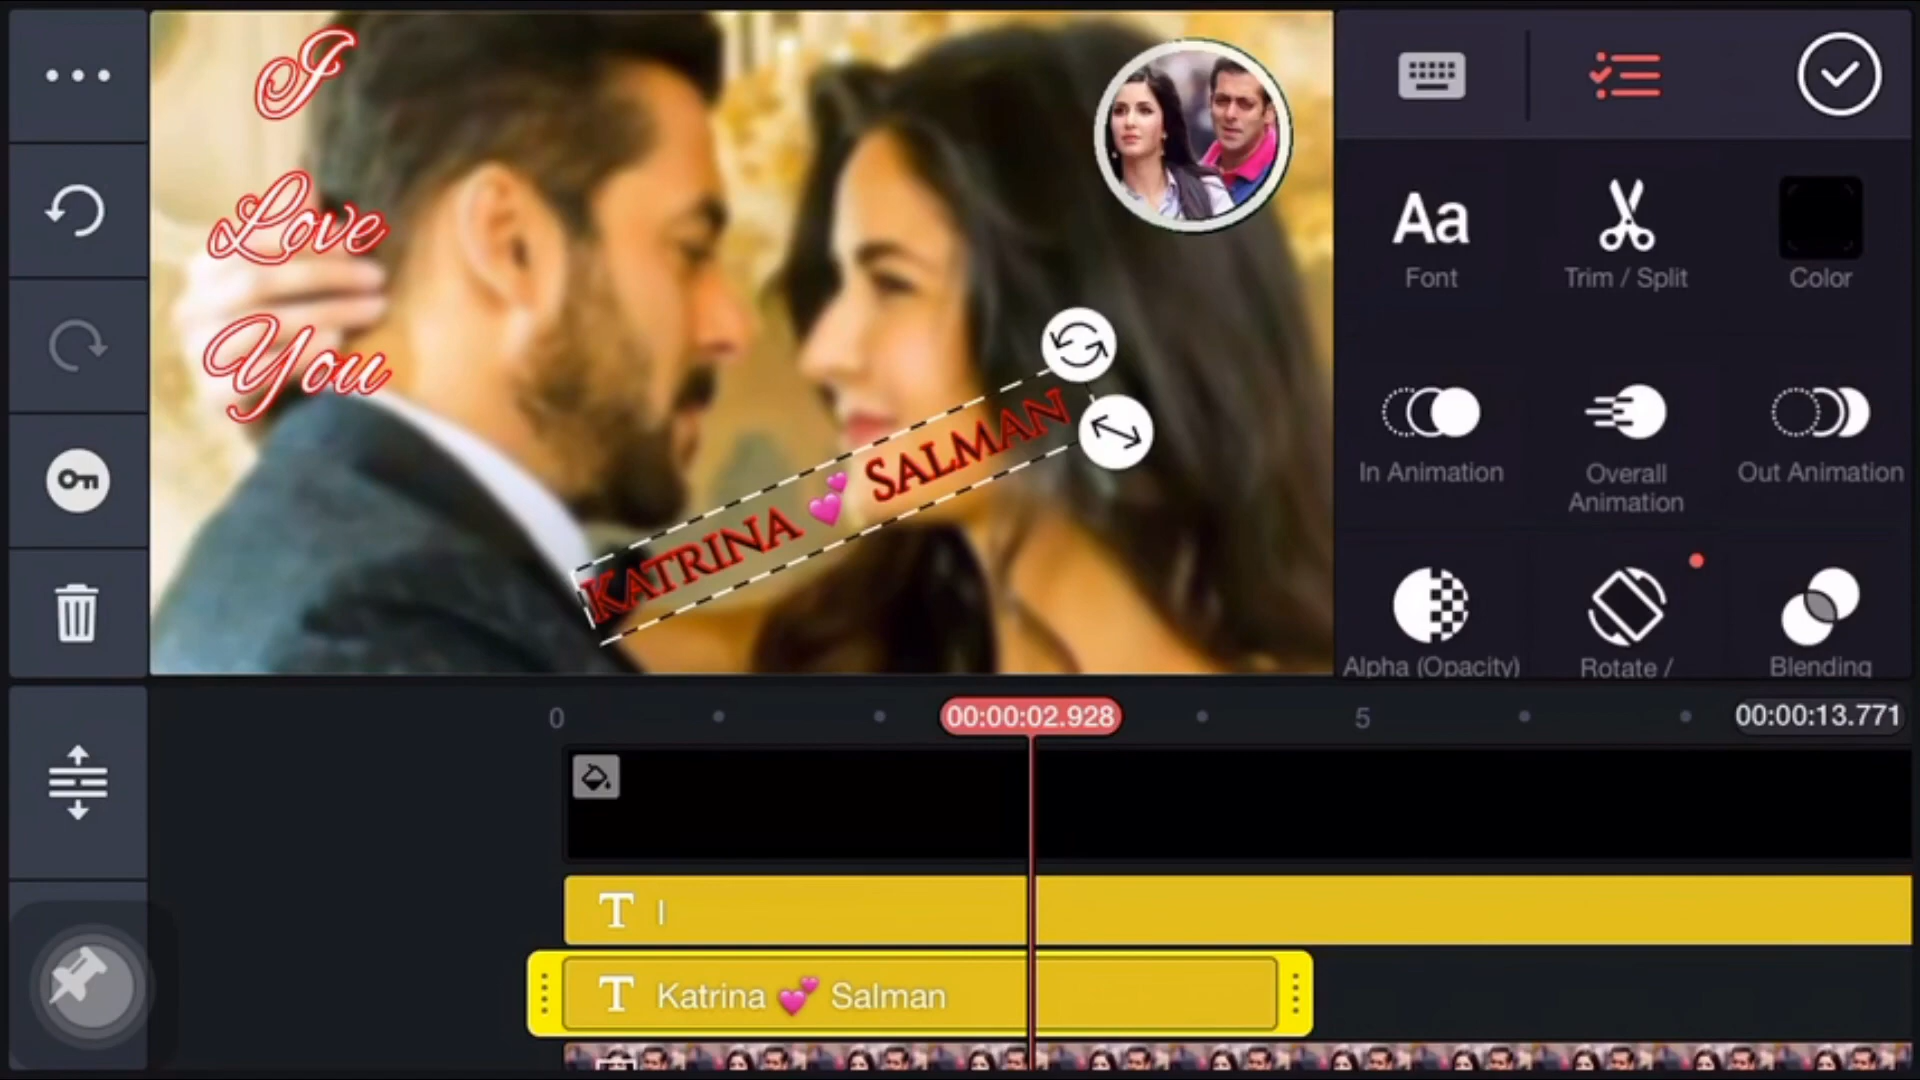 I
Love
You
KATRINA 💕 SALMAN
Aa
Font
Trim / Split
Color
In Animation
Overall
Animation
Out Animation
Alpha (Opacity)
Rotate /
Blending
0
00:00:02.928
5
00:00:13.771
T I
T Katrina 💕 Salman